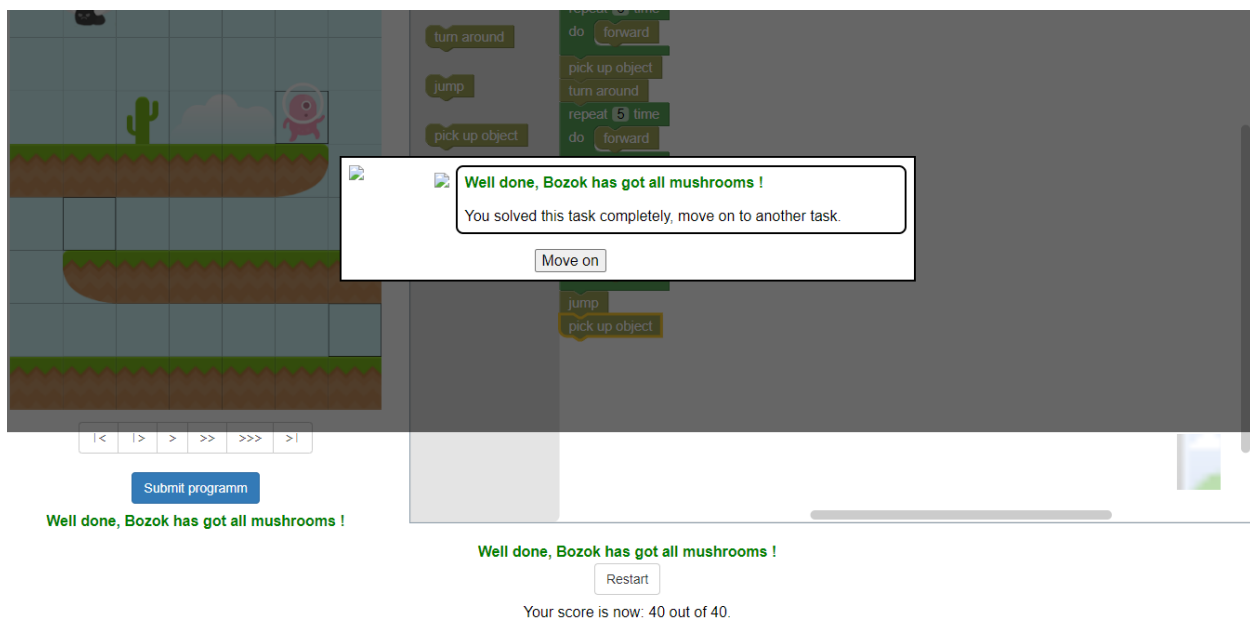 repeat 5 time
turn around
do forward
pick up object
turn around
jump
repeat 5 time
pick up object
do forward
Well done, Bozok has got all mushrooms !
You solved this task completely, move on to another task.
Move on
jump
pick up object
|< |> > >> >>> >|
Submit programm
Well done, Bozok has got all mushrooms !
Well done, Bozok has got all mushrooms !
Restart
Your score is now: 40 out of 40.